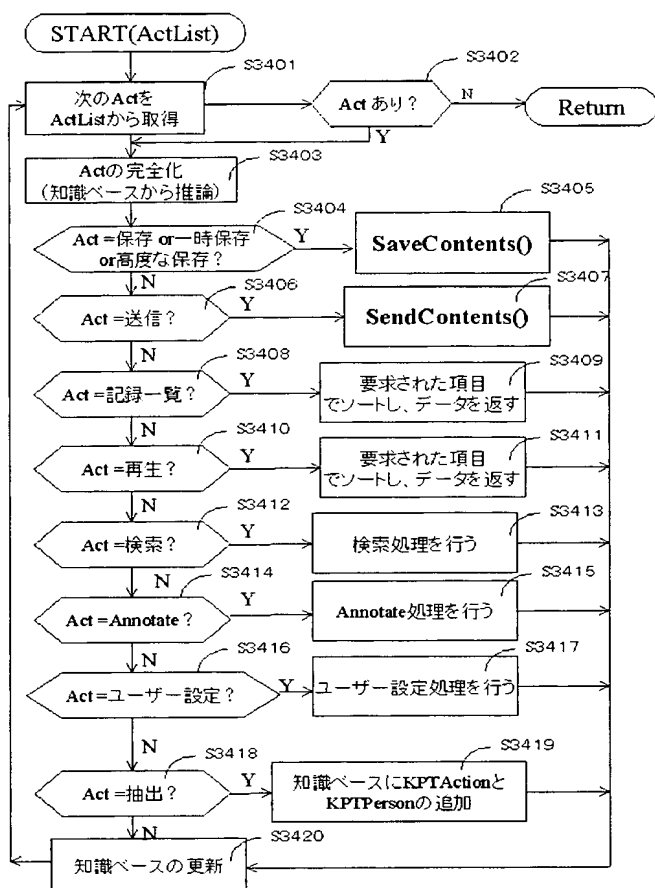 START(ActList)
S3401
次のActを
ActListから取得
S3402
Act あり？
N
Return
Y
S3403
Actの完全化
（知識ベースから推論）
S3404
Act =保存 or一時保存
or高度な保存？
Y
S3405
SaveContents()
N
S3406
Act =送信？
Y
S3407
SendContents()
N
S3408
Act =記録一覧？
Y
S3409
要求された項目
でソートし、データを返す
N
S3410
Act =再生？
Y
S3411
要求された項目
でソートし、データを返す
N
S3412
Act =検索？
Y
S3413
検索処理を行う
N
S3414
Act =Annotate？
Y
S3415
Annotate処理を行う
N
S3416
Act=ユーザー設定？
Y
S3417
ユーザー設定処理を行う
N
S3418
Act =抽出？
Y
S3419
知識ベースにKPTActionと
KPTPersonの追加
N
S3420
知識ベースの更新